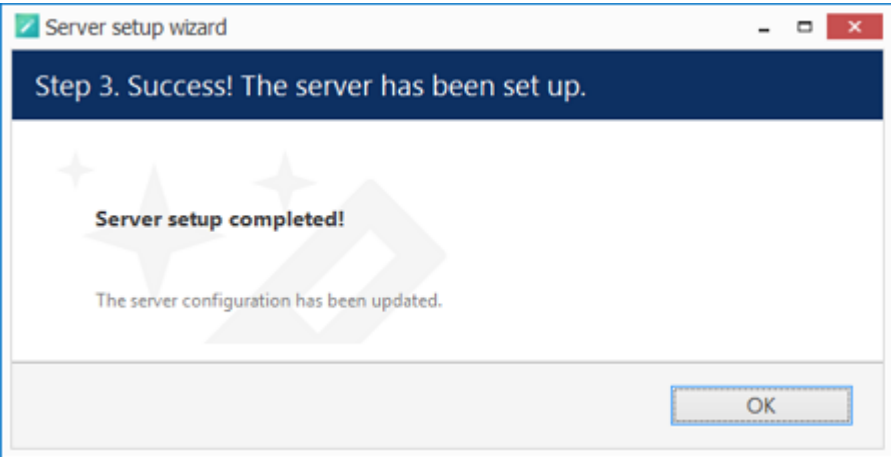 Server setup wizard
Step 3. Success! The server has been set up.
Server setup completed!
The server configuration has been updated.
OK